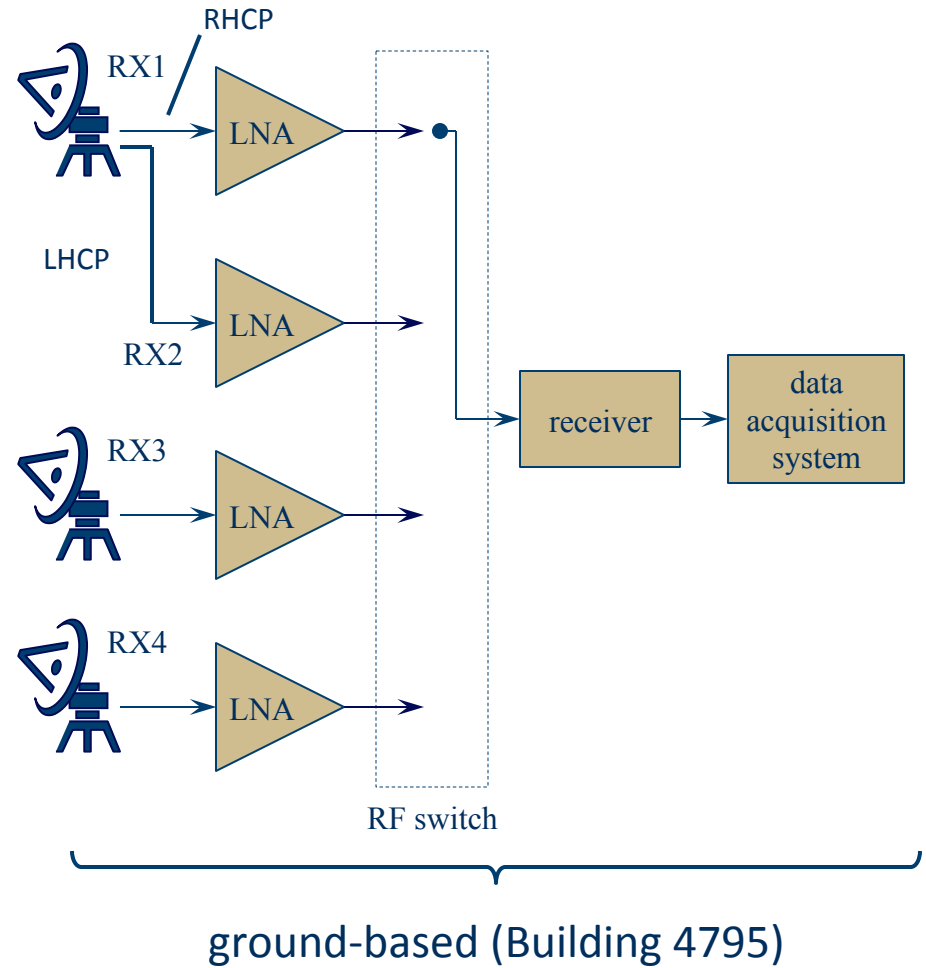 RHCP
RX1
LNA
LHCP
LNA
RX2
RX3
LNA
receiver
data
acquisition
system
RX4
LNA
RF switch
ground-based (Building 4795)